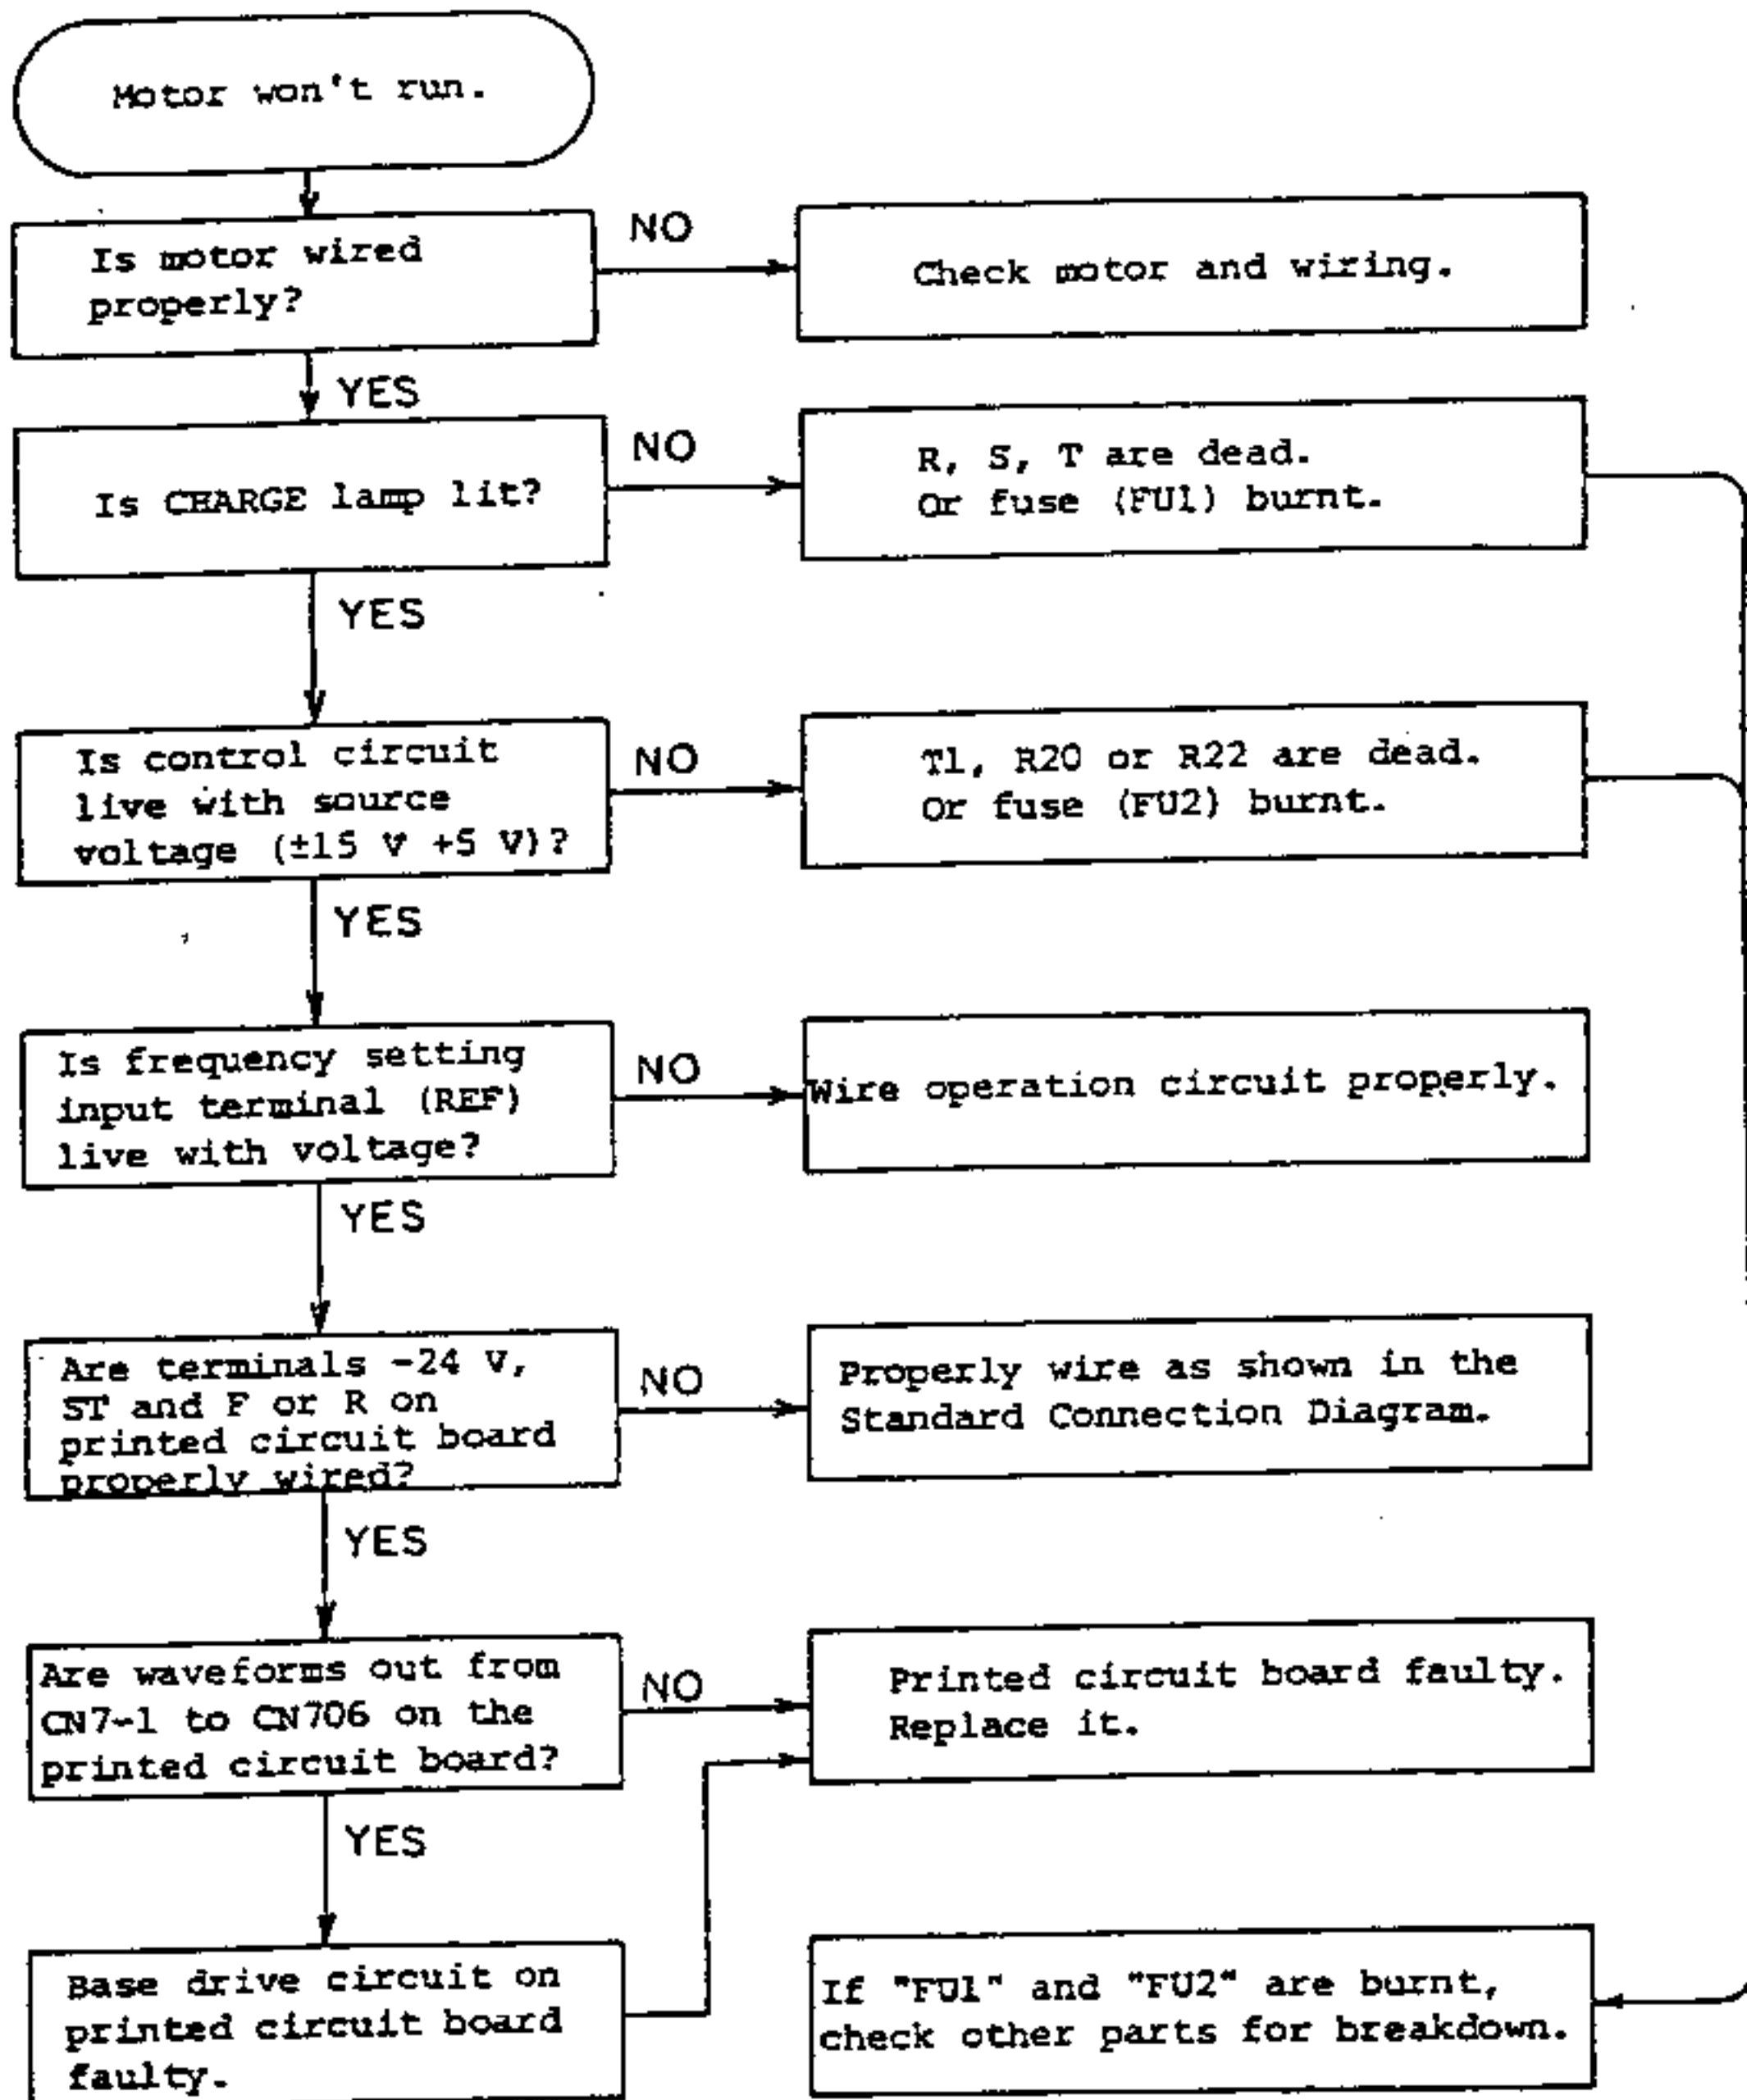 Motor won't run.
Is motor wired
properly?
NO
Check motor and wiring.
YES
Is CHARGE lamp lit?
NO
R, S, T are dead.
Or fuse (FU1) burnt.
YES
Is control circuit
live with source
voltage (±15 V +5 V)?
NO
T1, R20 or R22 are dead.
Or fuse (FU2) burnt.
YES
Is frequency setting
input terminal (REF)
live with voltage?
NO
Wire operation circuit properly.
YES
Are terminals -24 V,
ST and F or R on
printed circuit board
properly wired?
NO
Properly wire as shown in the
Standard Connection Diagram.
YES
Are waveforms out from
CN7-1 to CN706 on the
printed circuit board?
NO
Printed circuit board faulty.
Replace it.
YES
Base drive circuit on
printed circuit board
faulty.
If "FU1" and "FU2" are burnt,
check other parts for breakdown.